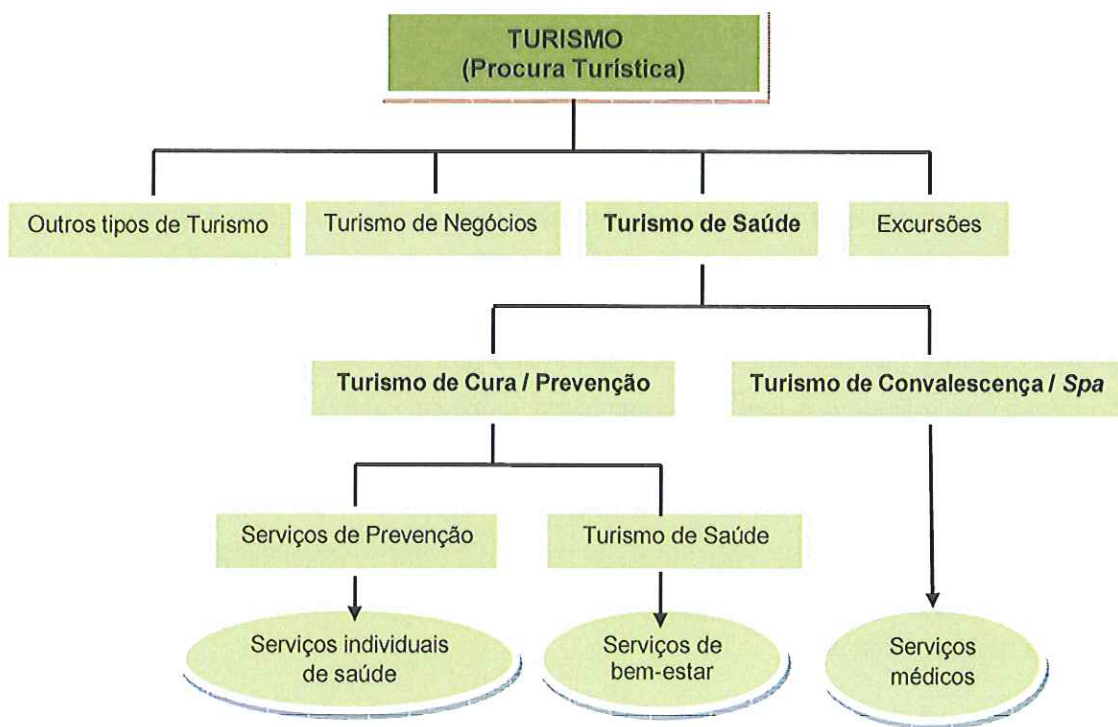 TURISMO
(Procura Turística)
Outros tipos de Turismo
Turismo de Negócios
Turismo de Saúde
Excursões
Turismo de Cura / Prevenção
Turismo de Convalescença / Spa
Serviços de Prevenção
Turismo de Saúde
Serviços individuais
de saúde
Serviços de
bem-estar
Serviços
médicos